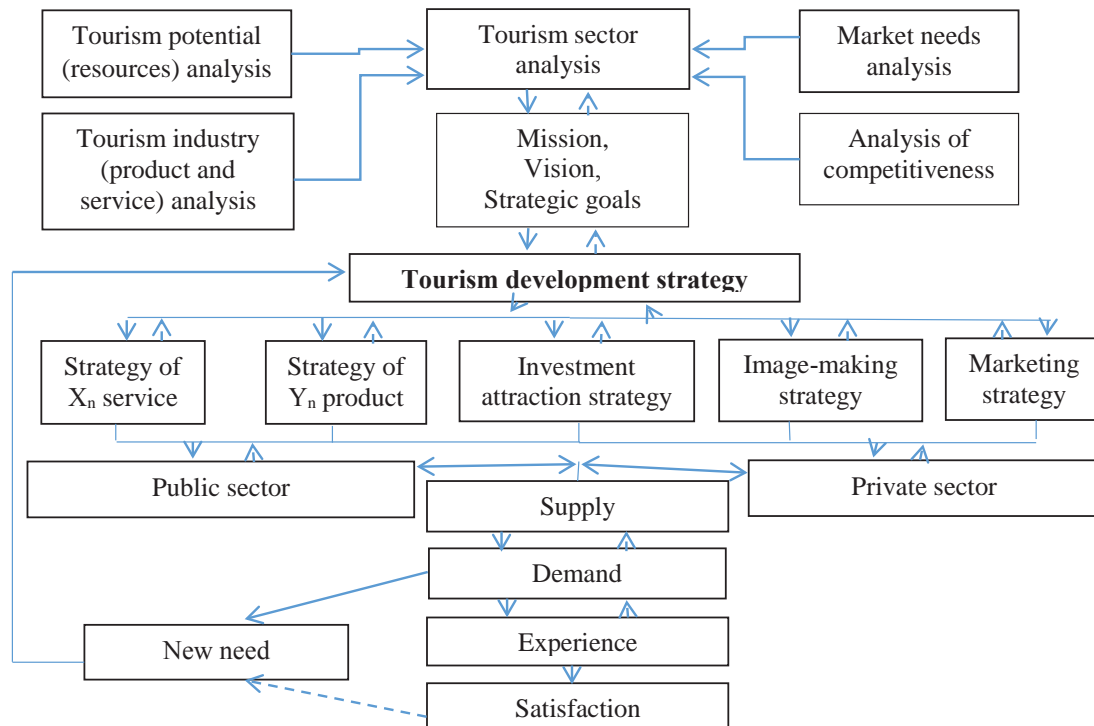 Tourism potential
(resources) analysis
Tourism sector
analysis
Market needs
analysis
Tourism industry
(product and
service) analysis
Mission,
Vision,
Strategic goals
Analysis of
competitiveness
Tourism development strategy
Strategy of
Xn service
Strategy of
Yn product
Investment
attraction strategy
Image-making
strategy
Marketing
strategy
Public sector
Private sector
Supply
Demand
New need
Experience
Satisfaction